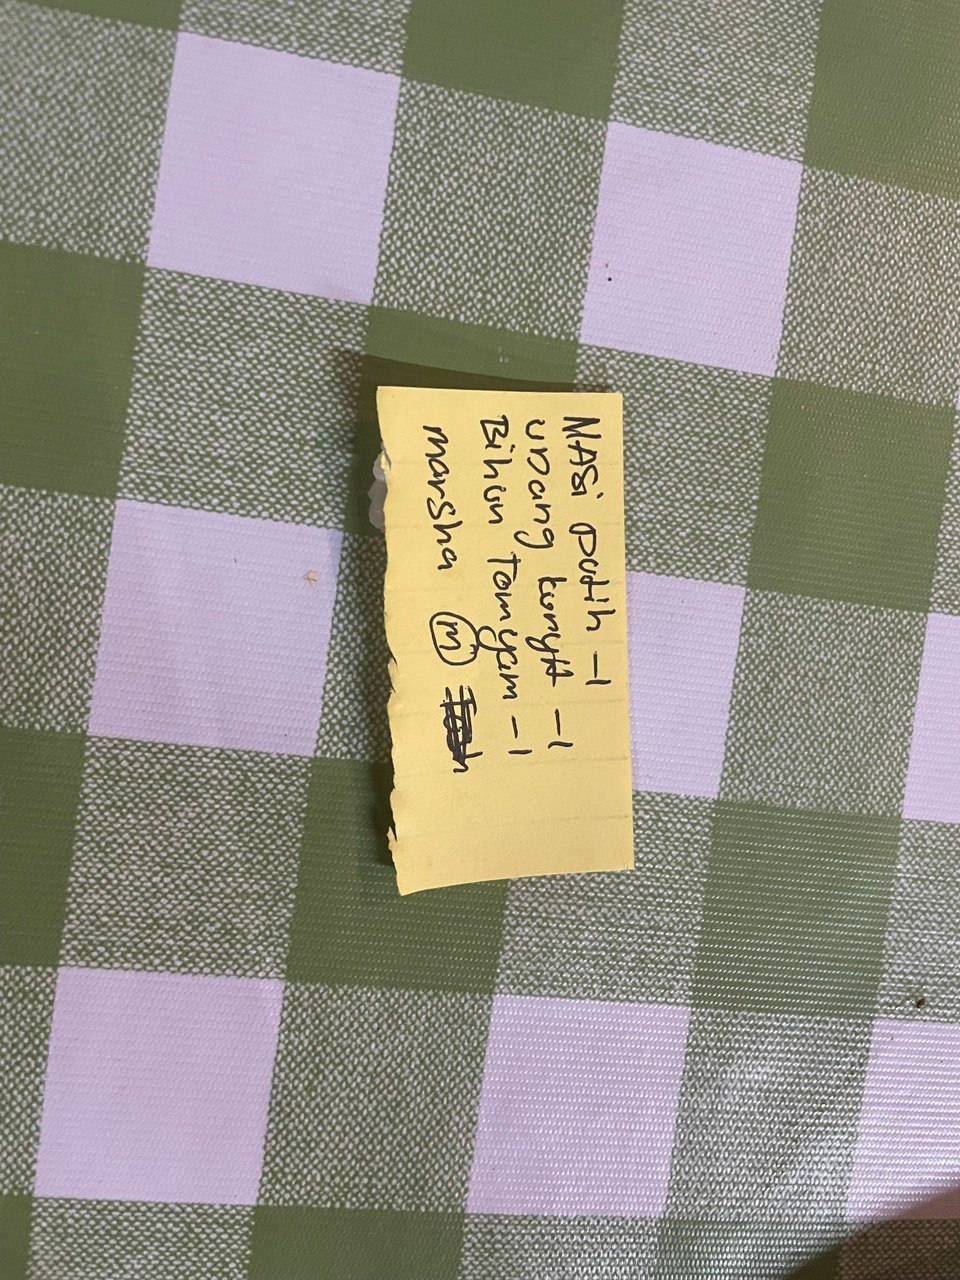 NASi putih -1
udang kunyit -1
Bihun Tomyam -1
marsha m